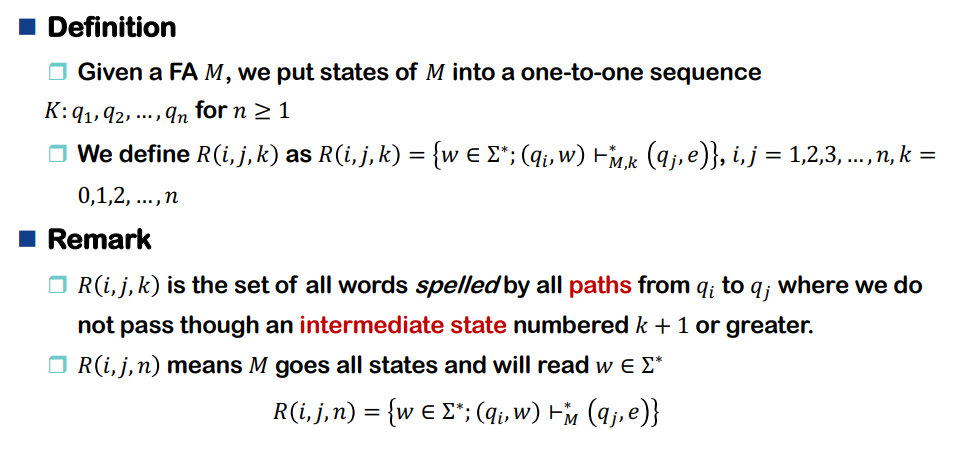 Definition
Given a FA M, we put states of M into a one-to-one sequence
K: q₁, q₂, …, qₙ for n ≥ 1
We define R(i, j, k) as R(i, j, k) = {w ∈ Σ*; (qᵢ, w) ⊢*_{M,k} (qⱼ, e)}, i, j = 1,2,3, …, n, k =
0,1,2, …, n
Remark
R(i, j, k) is the set of all words spelled by all paths from qᵢ to qⱼ where we do
not pass though an intermediate state numbered k + 1 or greater.
R(i, j, n) means M goes all states and will read w ∈ Σ*
R(i, j, n) = {w ∈ Σ*; (qᵢ, w) ⊢*_M (qⱼ, e)}